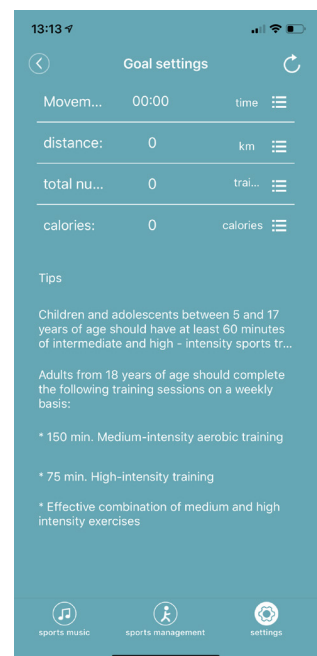 13:13
Goal settings
Movem... 00:00 time
distance: 0 km
total nu... 0 trai...
calories: 0 calories
Tips
Children and adolescents between 5 and 17
years of age should have at least 60 minutes
of intermediate and high - intensity sports tr...
Adults from 18 years of age should complete
the following training sessions on a weekly
basis:
* 150 min. Medium-intensity aerobic training
* 75 min. High-intensity training
* Effective combination of medium and high
intensity exercises
sports music sports management settings